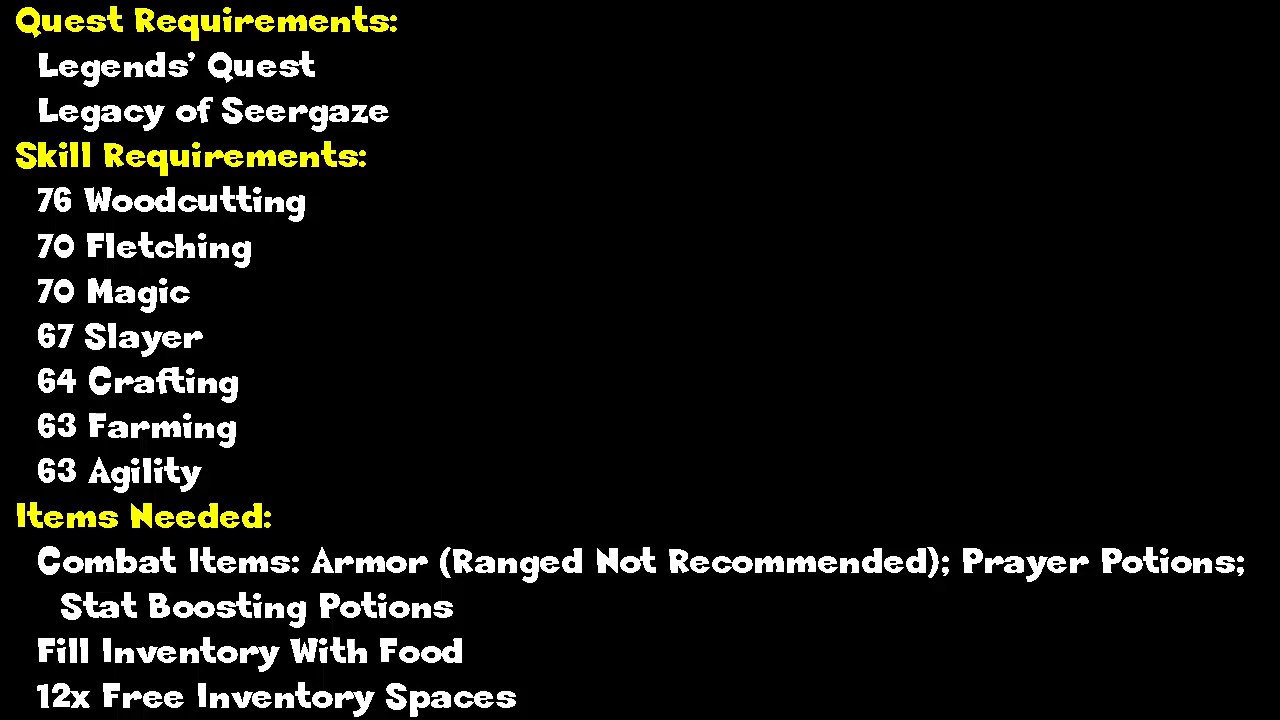 Quest Requirements:
Legends' Quest
Legacy of Seergaze
Skill Requirements:
76 Woodcutting
70 Fletching
70 Magic
67 Slayer
64 Crafting
63 Farming
63 Agility
Items Needed:
Combat Items: Armor (Ranged Not Recommended); Prayer Potions;
Stat Boosting Potions
Fill Inventory With Food
12x Free Inventory Spaces